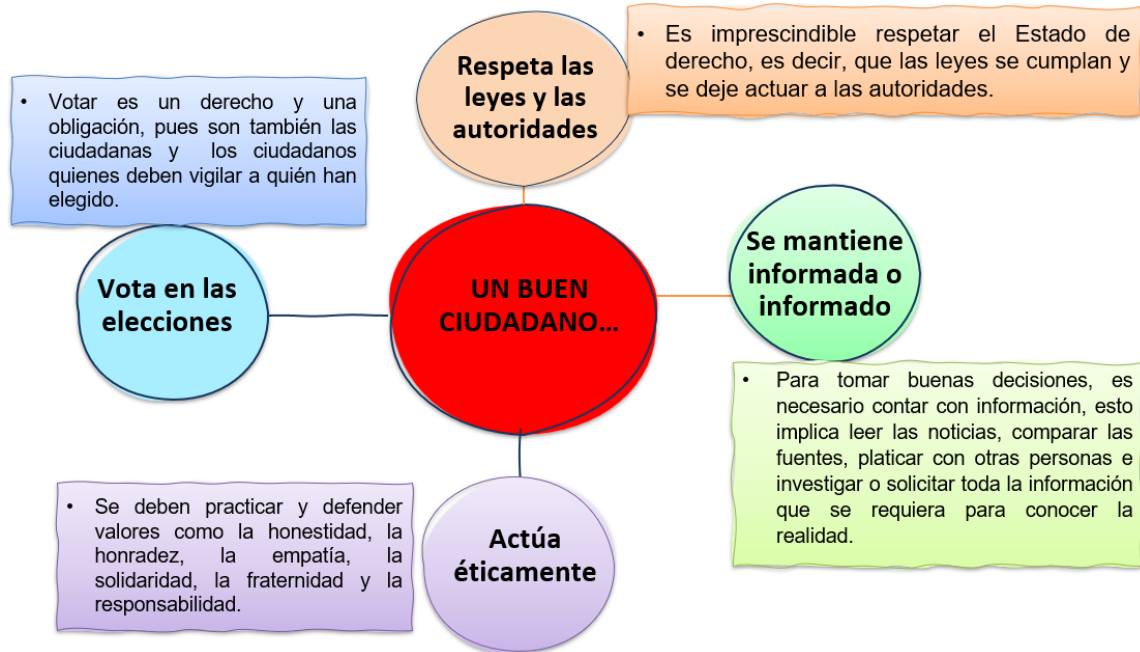 Respeta las
leyes y las
autoridades
• Es imprescindible respetar el Estado de
derecho, es decir, que las leyes se cumplan y
se deje actuar a las autoridades.
• Votar es un derecho y una
obligación, pues son también las
ciudadanas y los ciudadanos
quienes deben vigilar a quién han
elegido.
Vota en las
elecciones
UN BUEN
CIUDADANO...
Se mantiene
informada o
informado
• Para tomar buenas decisiones, es
necesario contar con información, esto
implica leer las noticias, comparar las
fuentes, platicar con otras personas e
investigar o solicitar toda la información
que se requiera para conocer la
realidad.
• Se deben practicar y defender
valores como la honestidad, la
honradez, la empatía, la
solidaridad, la fraternidad y la
responsabilidad.
Actúa
éticamente